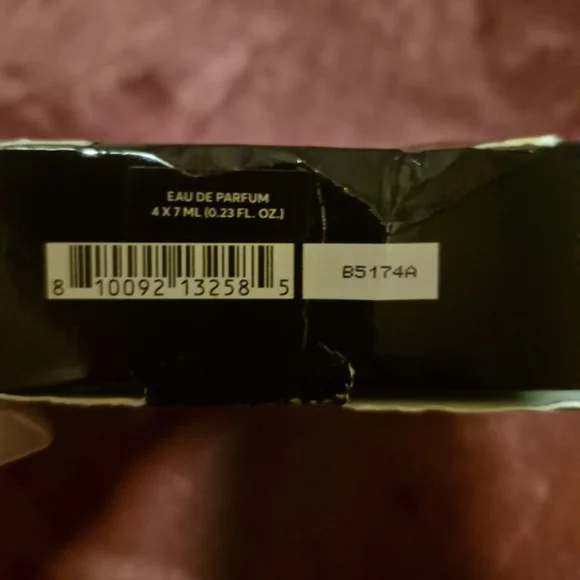 EAU DE PARFUM
4 X 7 ML (0.23 FL. OZ.)
8 10092 13258 5
B5174A